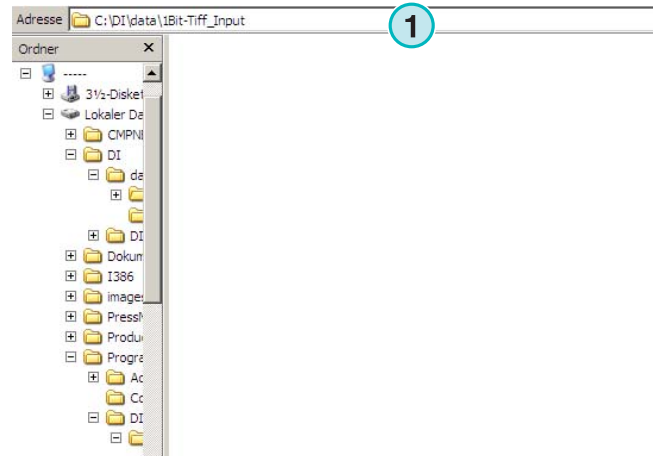 Adresse C:\DI\data\1Bit-Tiff_Input
1
Ordner
-----
3½-Disket
Lokaler Da
CMPNE
DI
da
DI
Dokum
I386
images
Produ
Progra
Ac
Co
DI